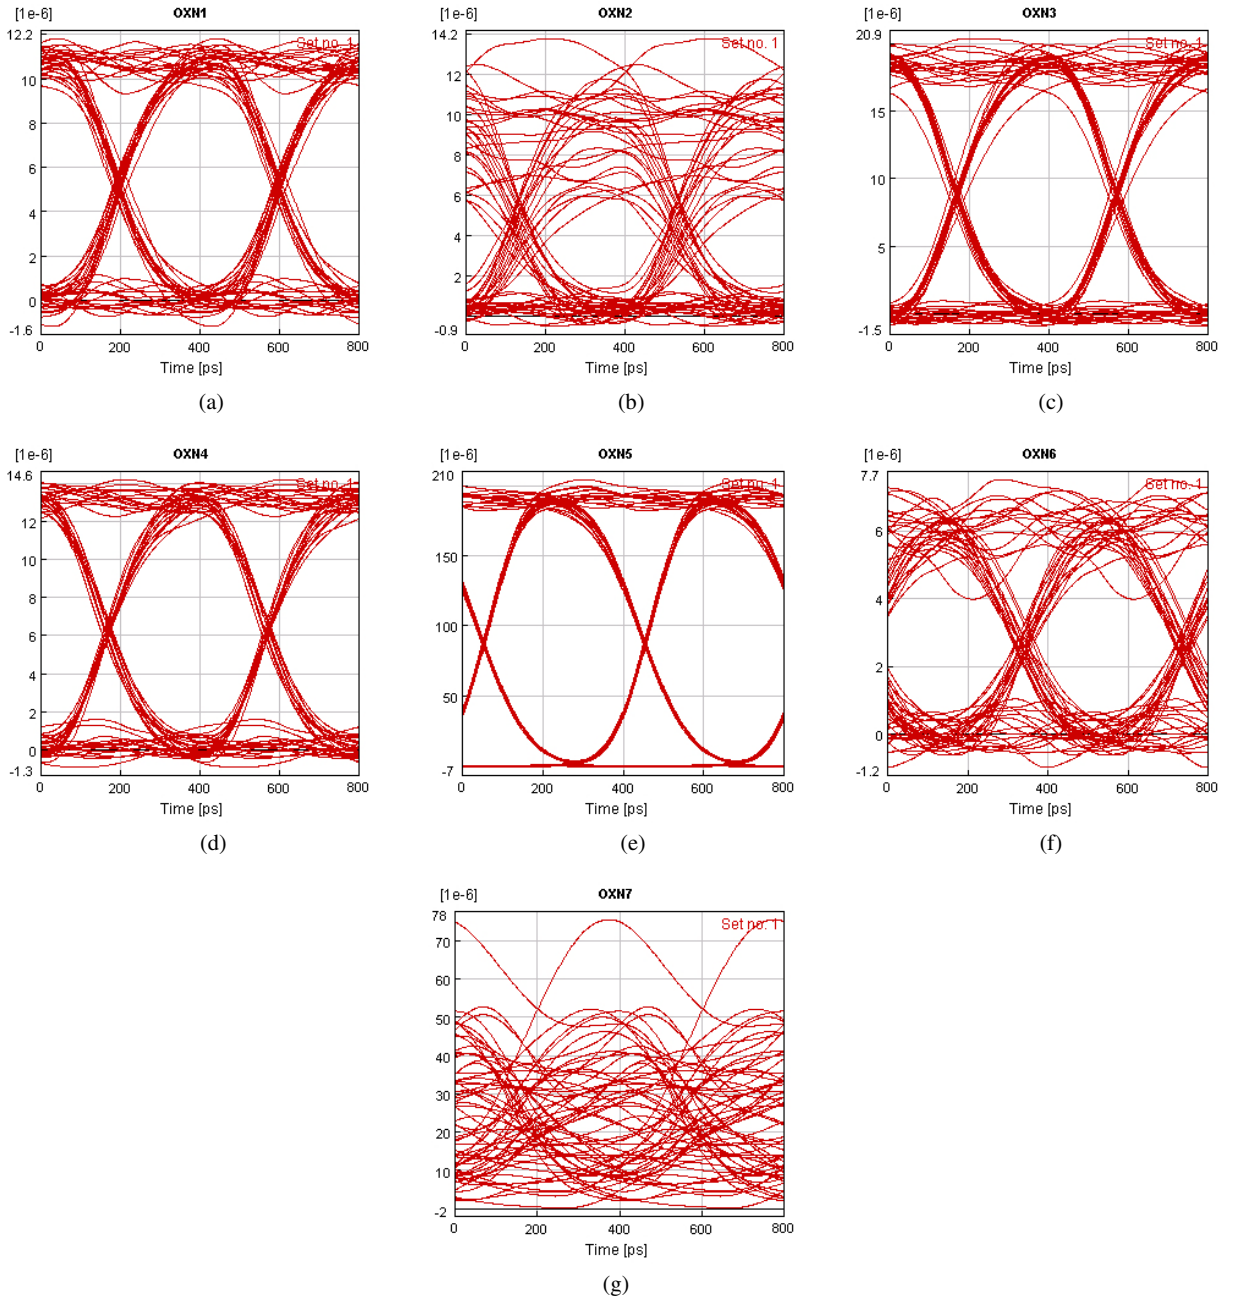 [1e-6] OXN1
12.2
Set no. 1
10
8
6
4
2
0
-1.6
0 200 400 600 800
Time [ps]
(a)
[1e-6] OXN2
14.2
Set no. 1
12
10
8
6
4
2
-0.9
0 200 400 600 800
Time [ps]
(b)
[1e-6] OXN3
20.9
Set no. 1
15
10
5
-1.5
0 200 400 600 800
Time [ps]
(c)
[1e-6] OXN4
14.6
Set no. 1
12
10
8
6
4
2
0
-1.3
0 200 400 600 800
Time [ps]
(d)
[1e-6] OXN5
210
Set no. 1
150
100
50
-7
0 200 400 600 800
Time [ps]
(e)
[1e-6] OXN6
7.7
Set no. 1
6
4
2
0
-1.2
0 200 400 600 800
Time [ps]
(f)
[1e-6] OXN7
78
Set no. 1
70
60
50
40
30
20
10
-2
0 200 400 600 800
Time [ps]
(g)